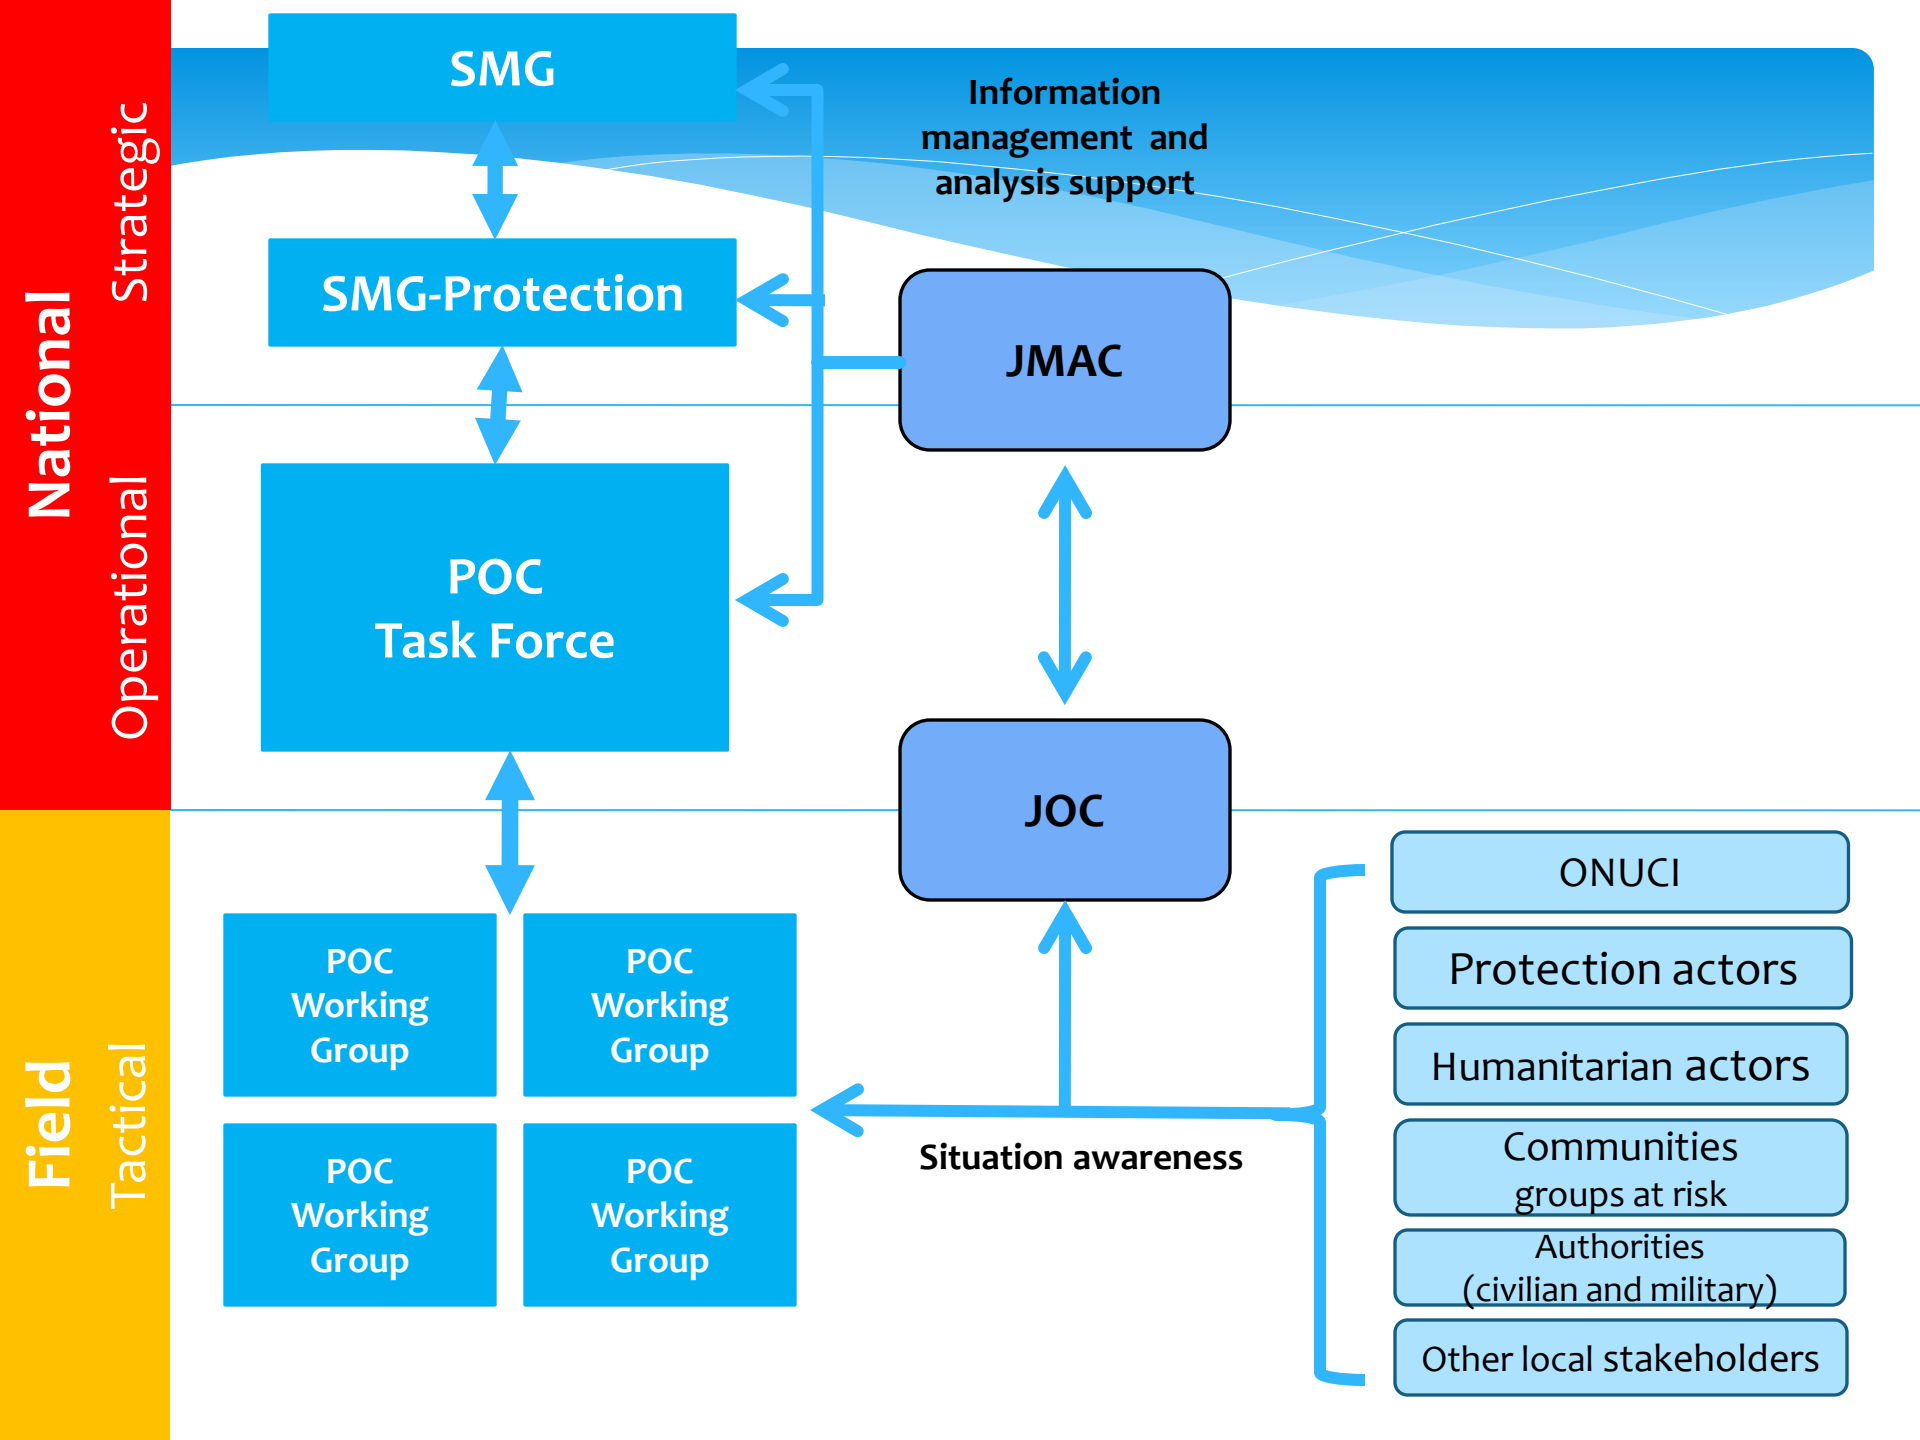 National
Strategic
Operational
Field
Tactical
SMG
SMG-Protection
POC
Task Force
POC
Working
Group
POC
Working
Group
POC
Working
Group
POC
Working
Group
Information
management and
analysis support
JMAC
JOC
Situation awareness
ONUCI
Protection actors
Humanitarian actors
Communities
groups at risk
Authorities
(civilian and military)
Other local stakeholders